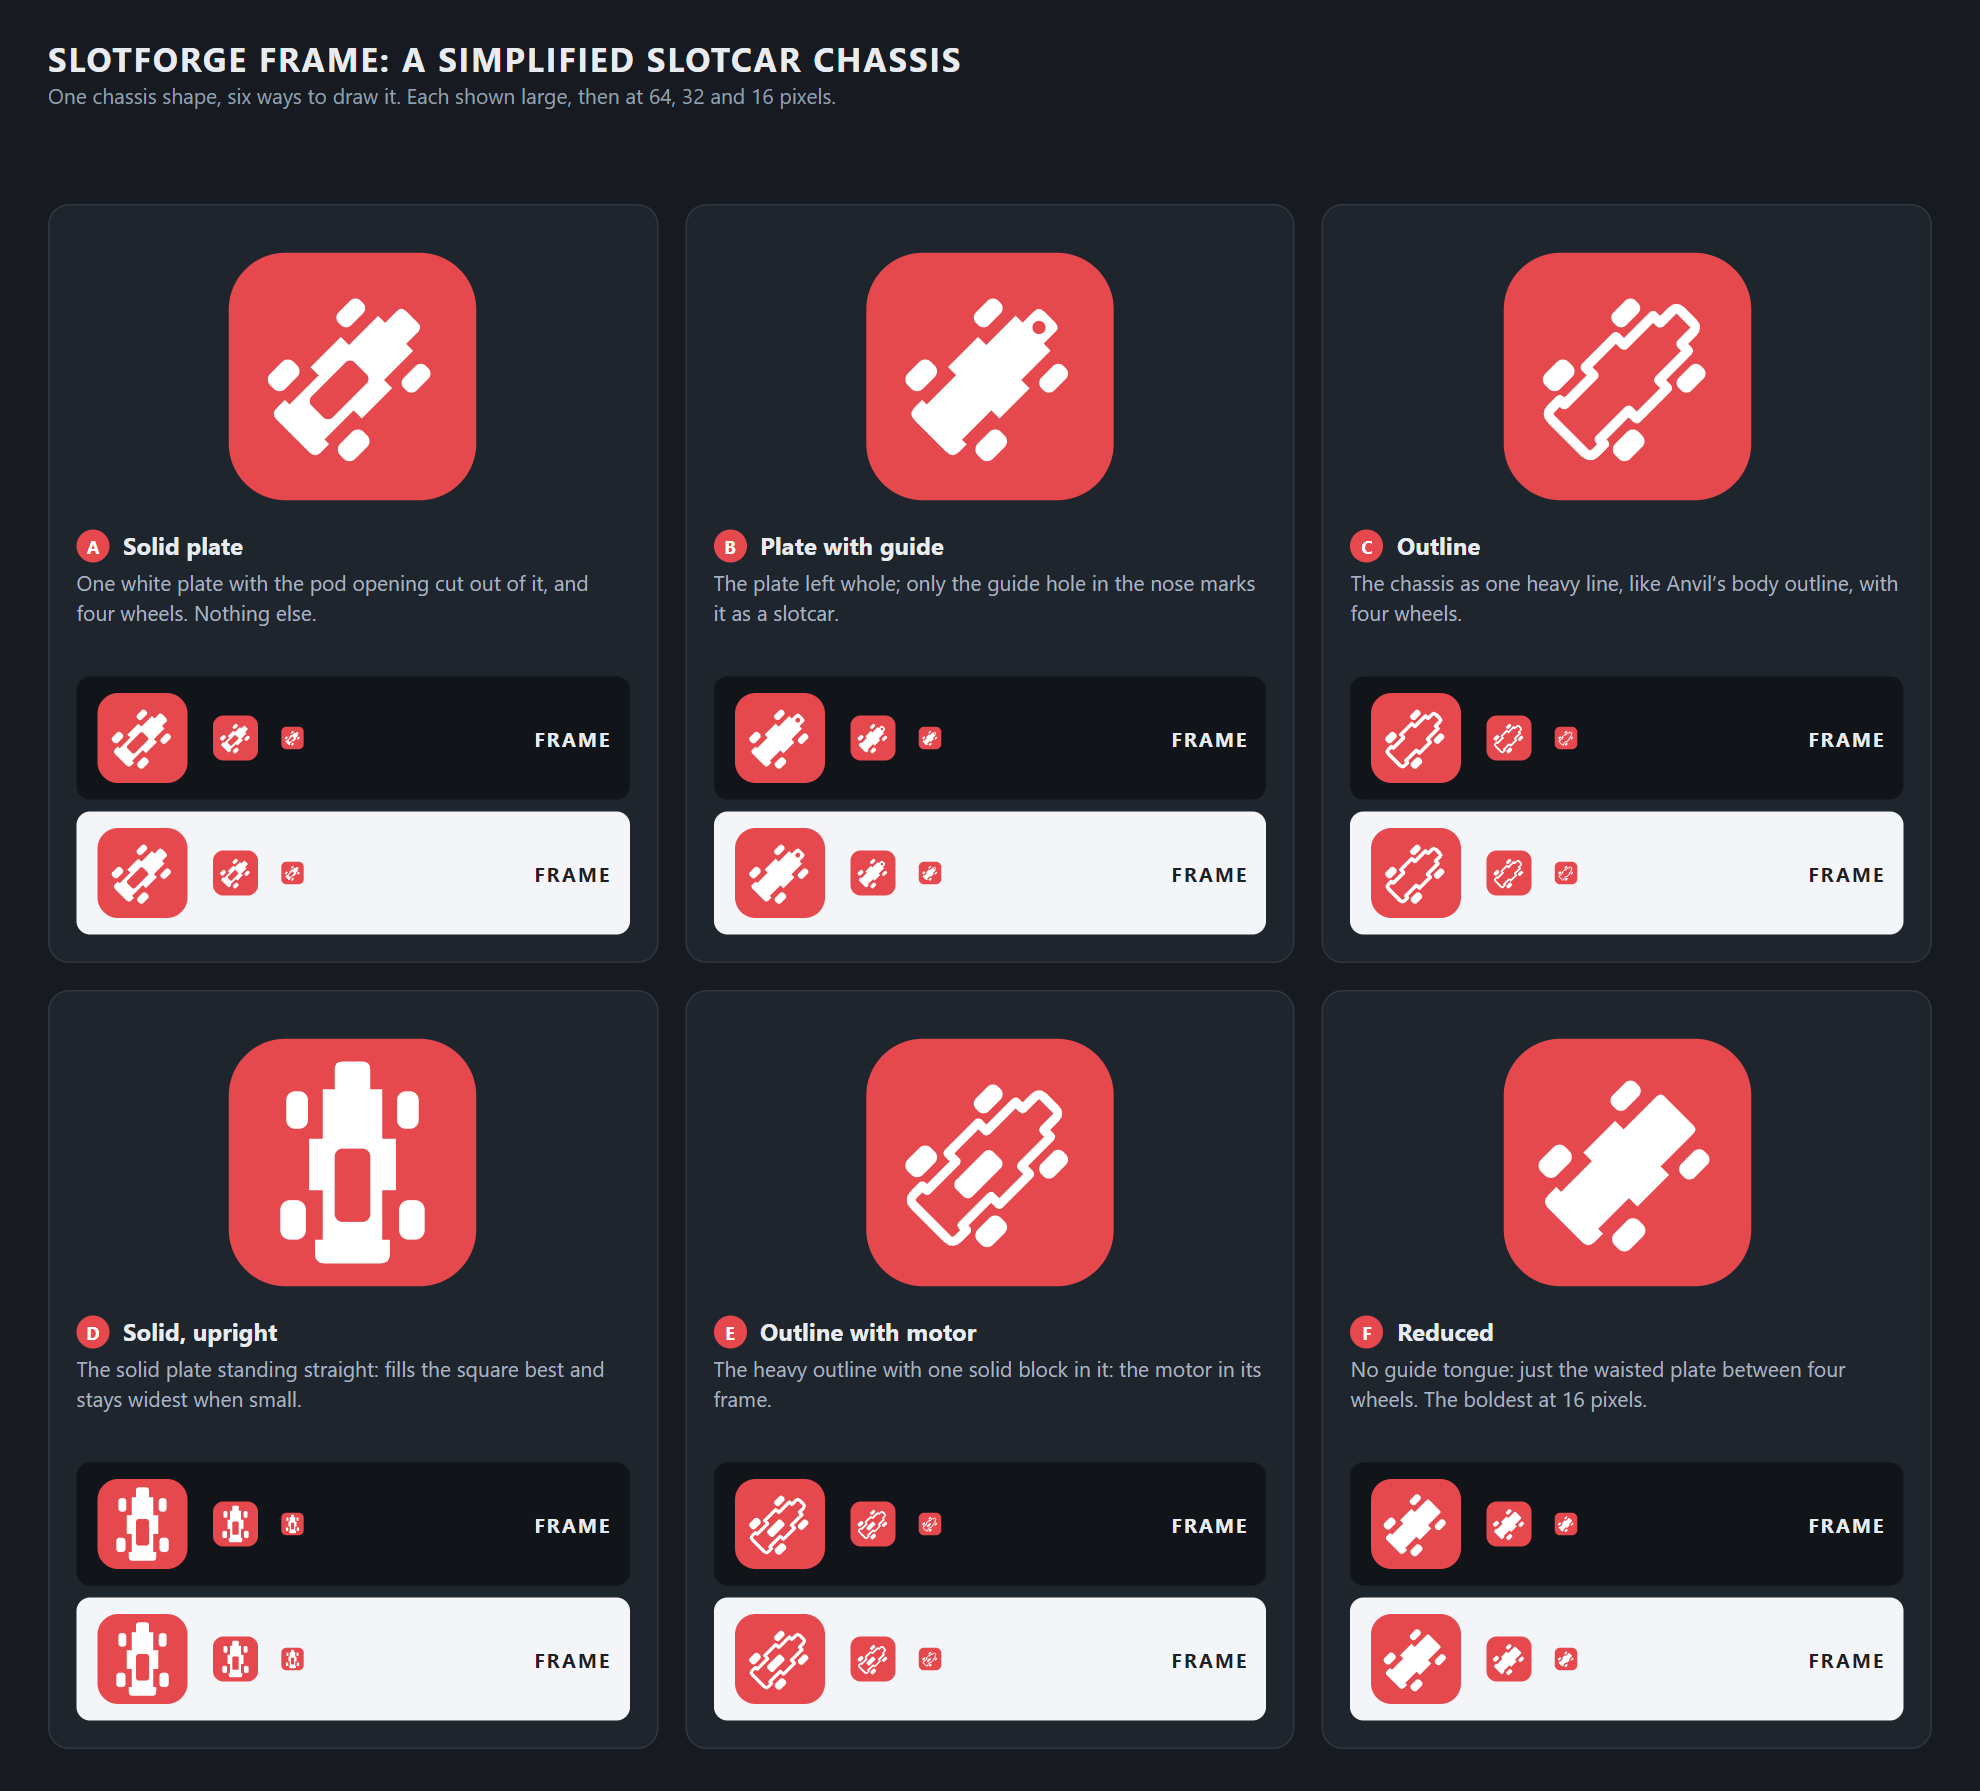 SLOTFORGE FRAME: A SIMPLIFIED SLOTCAR CHASSIS
One chassis shape, six ways to draw it. Each shown large, then at 64, 32 and 16 pixels.
A Solid plate
One white plate with the pod opening cut out of it, and
four wheels. Nothing else.
FRAME
FRAME
B Plate with guide
The plate left whole; only the guide hole in the nose marks
it as a slotcar.
FRAME
FRAME
C Outline
The chassis as one heavy line, like Anvil’s body outline, with
four wheels.
FRAME
FRAME
D Solid, upright
The solid plate standing straight: fills the square best and
stays widest when small.
FRAME
FRAME
E Outline with motor
The heavy outline with one solid block in it: the motor in its
frame.
FRAME
FRAME
F Reduced
No guide tongue: just the waisted plate between four
wheels. The boldest at 16 pixels.
FRAME
FRAME